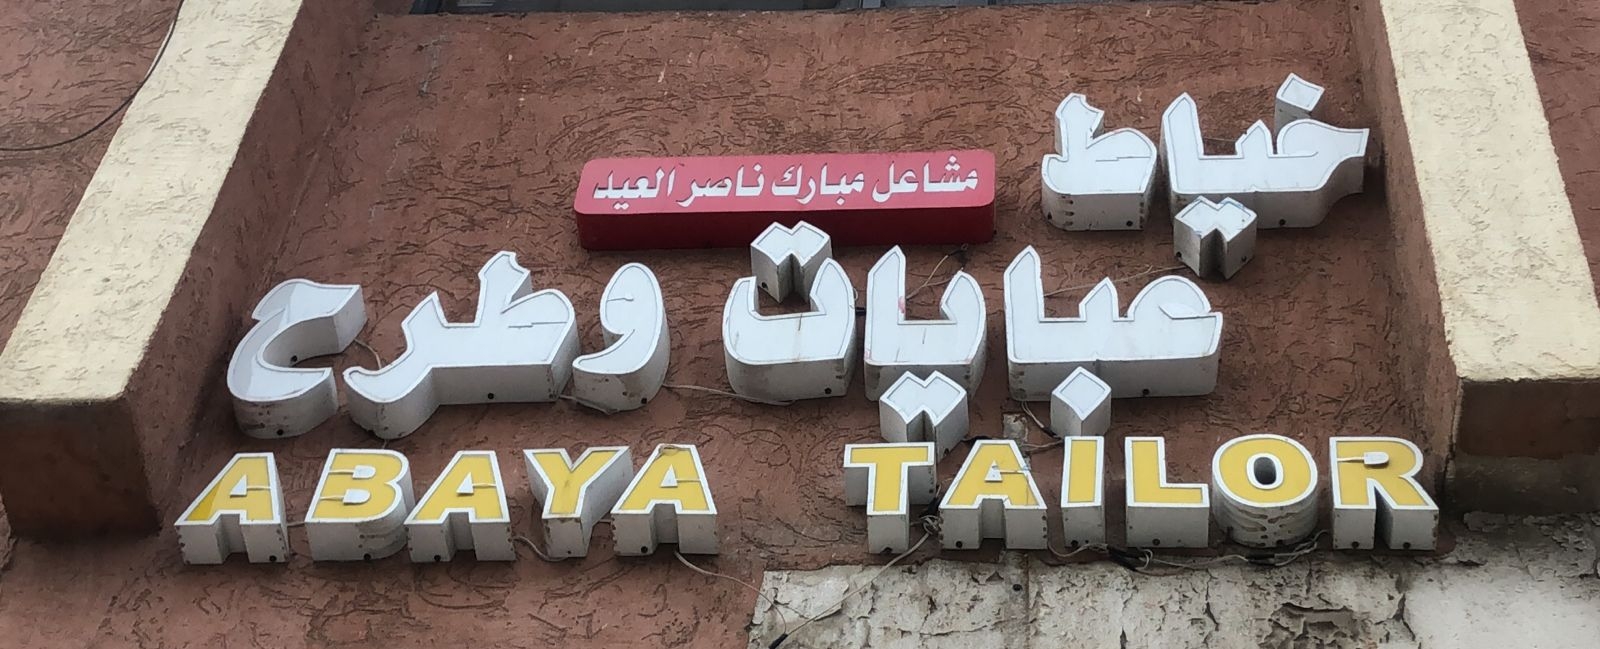 خياط
مشاعل مبارك ناصر العيد
عبايات وطرح
ABAYA TAILOR